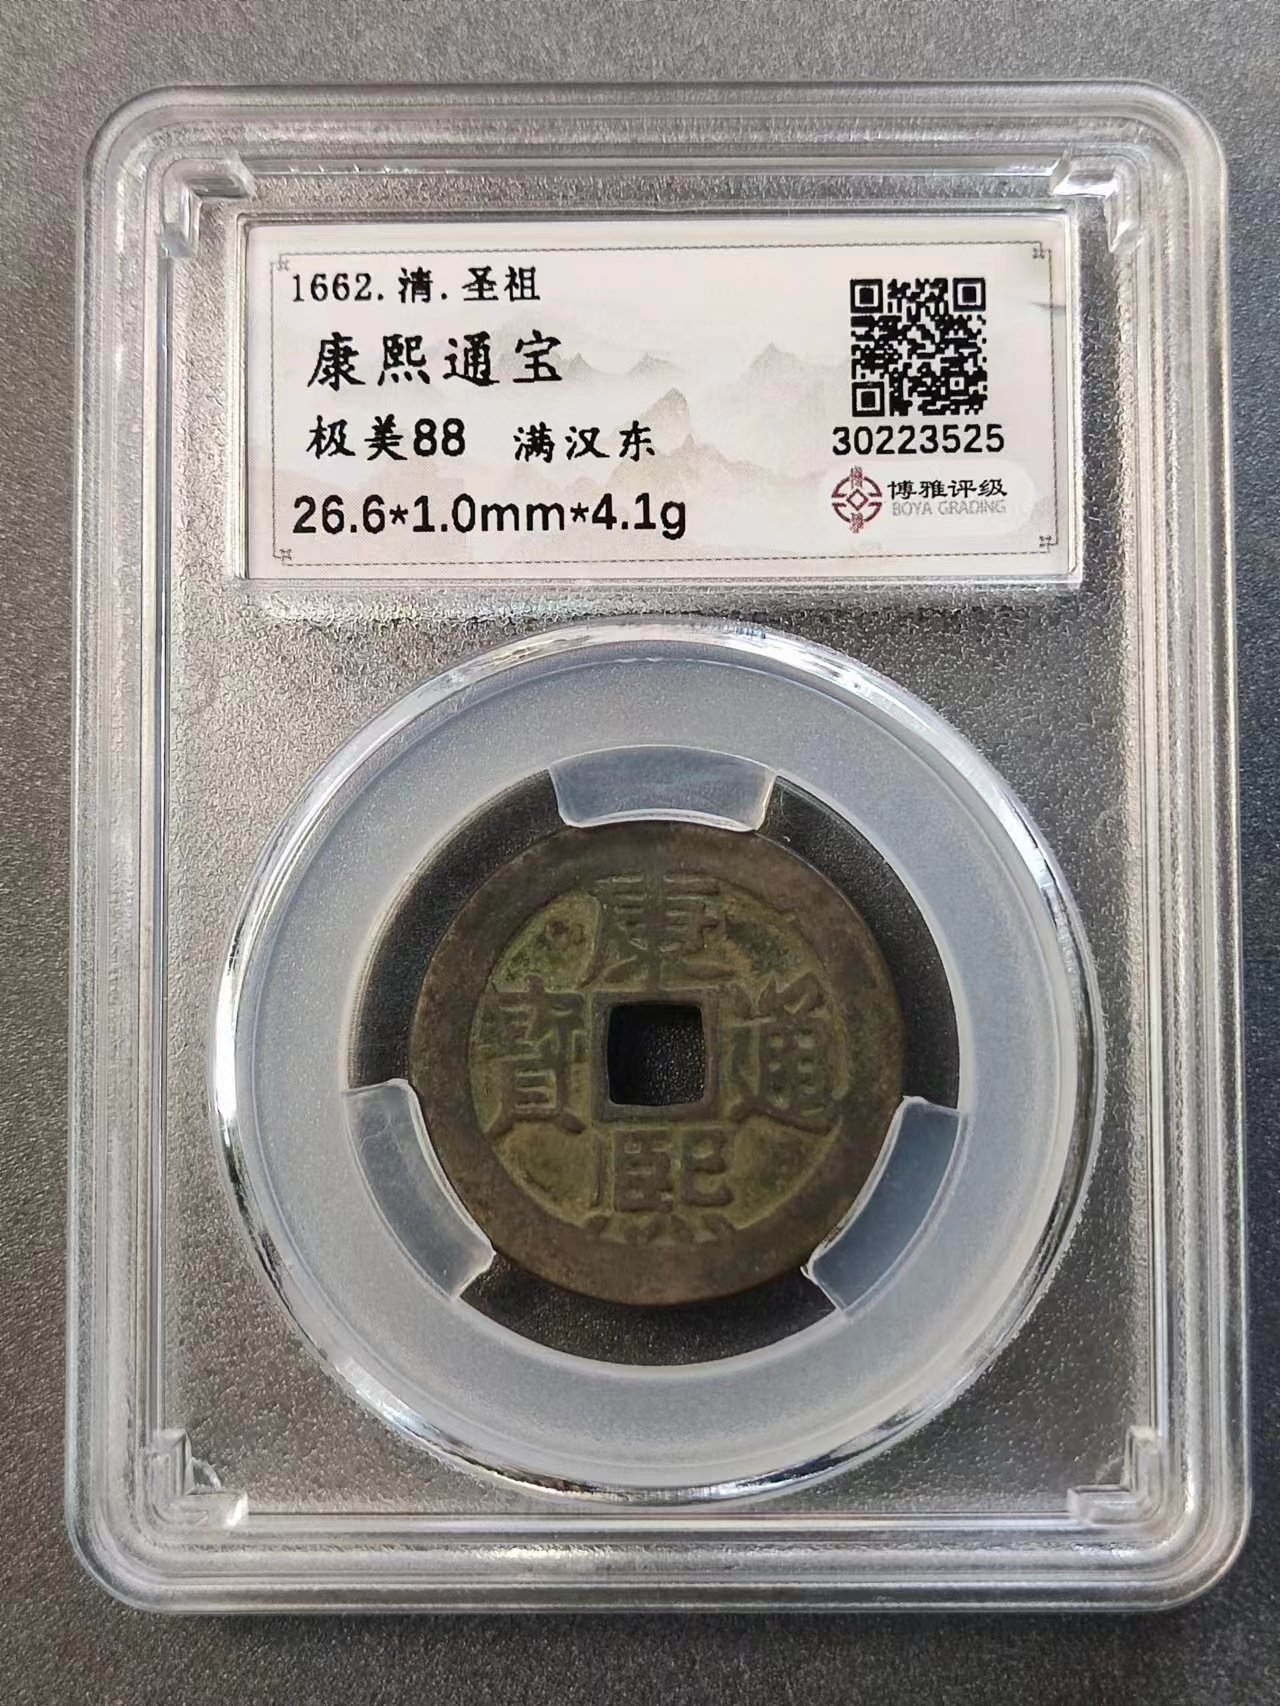 1662.清.圣祖
康熙通宝
极美88 满汉东
26.6*1.0mm*4.1g
30223525
博雅评级
BOYA GRADING
康
寳 通
熙